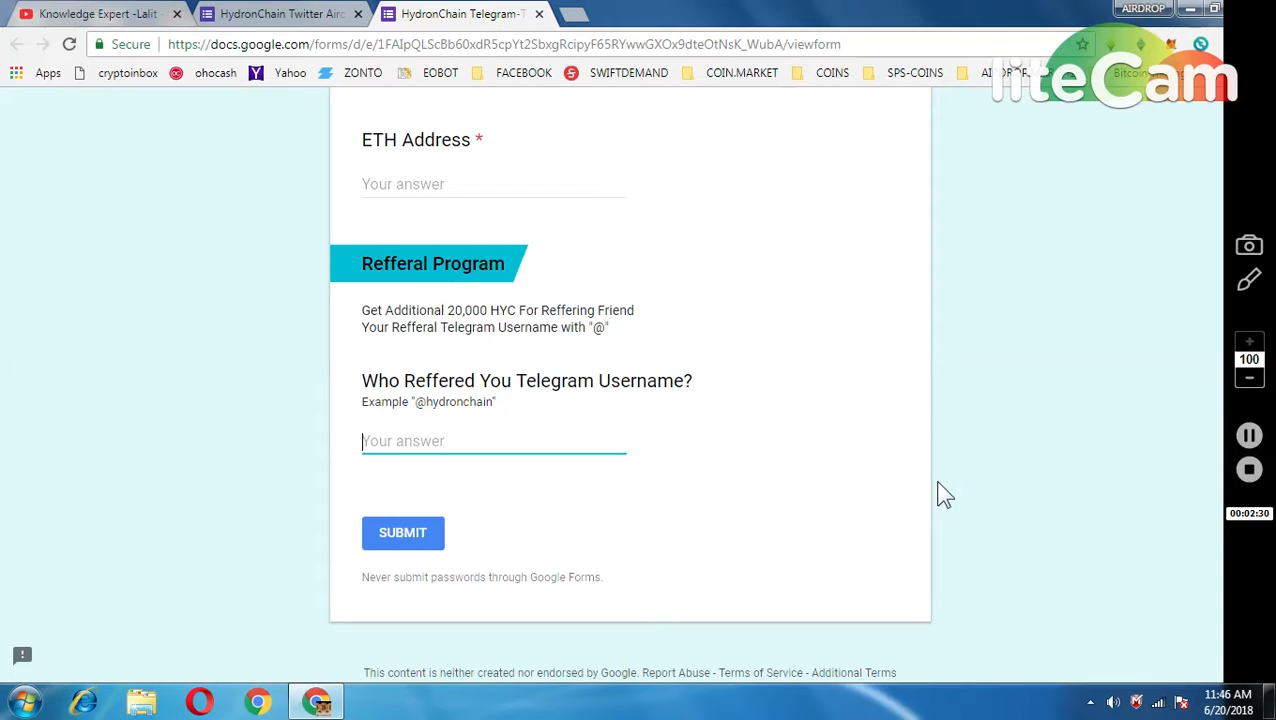 Knowledge Expert -Lalit -
HydronChain Twitter Airc
HydronChain Telegram-T
AIRDROP
Secure
https://docs.google.com/forms/d/e/1FAIpQLScBb60xdR5cpYt2SbxgRcipyF65RYwwGXOx9dteOtNsK_WubA/viewform
Apps
cryptoinbox
ohocash
Yahoo
ZONTO
EOBOT
FACEBOOK
SWIFTDEMAND
COIN.MARKET
COINS
SPS-COINS
liteCam
ETH Address *
Your answer
Refferal Program
Get Additional 20,000 HYC For Reffering Friend
Your Refferal Telegram Username with "@"
Who Reffered You Telegram Username?
Example "@hydronchain"
Your answer
SUBMIT
Never submit passwords through Google Forms.
This content is neither created nor endorsed by Google. Report Abuse - Terms of Service - Additional Terms
100
00:02:30
11:46 AM
6/20/2018